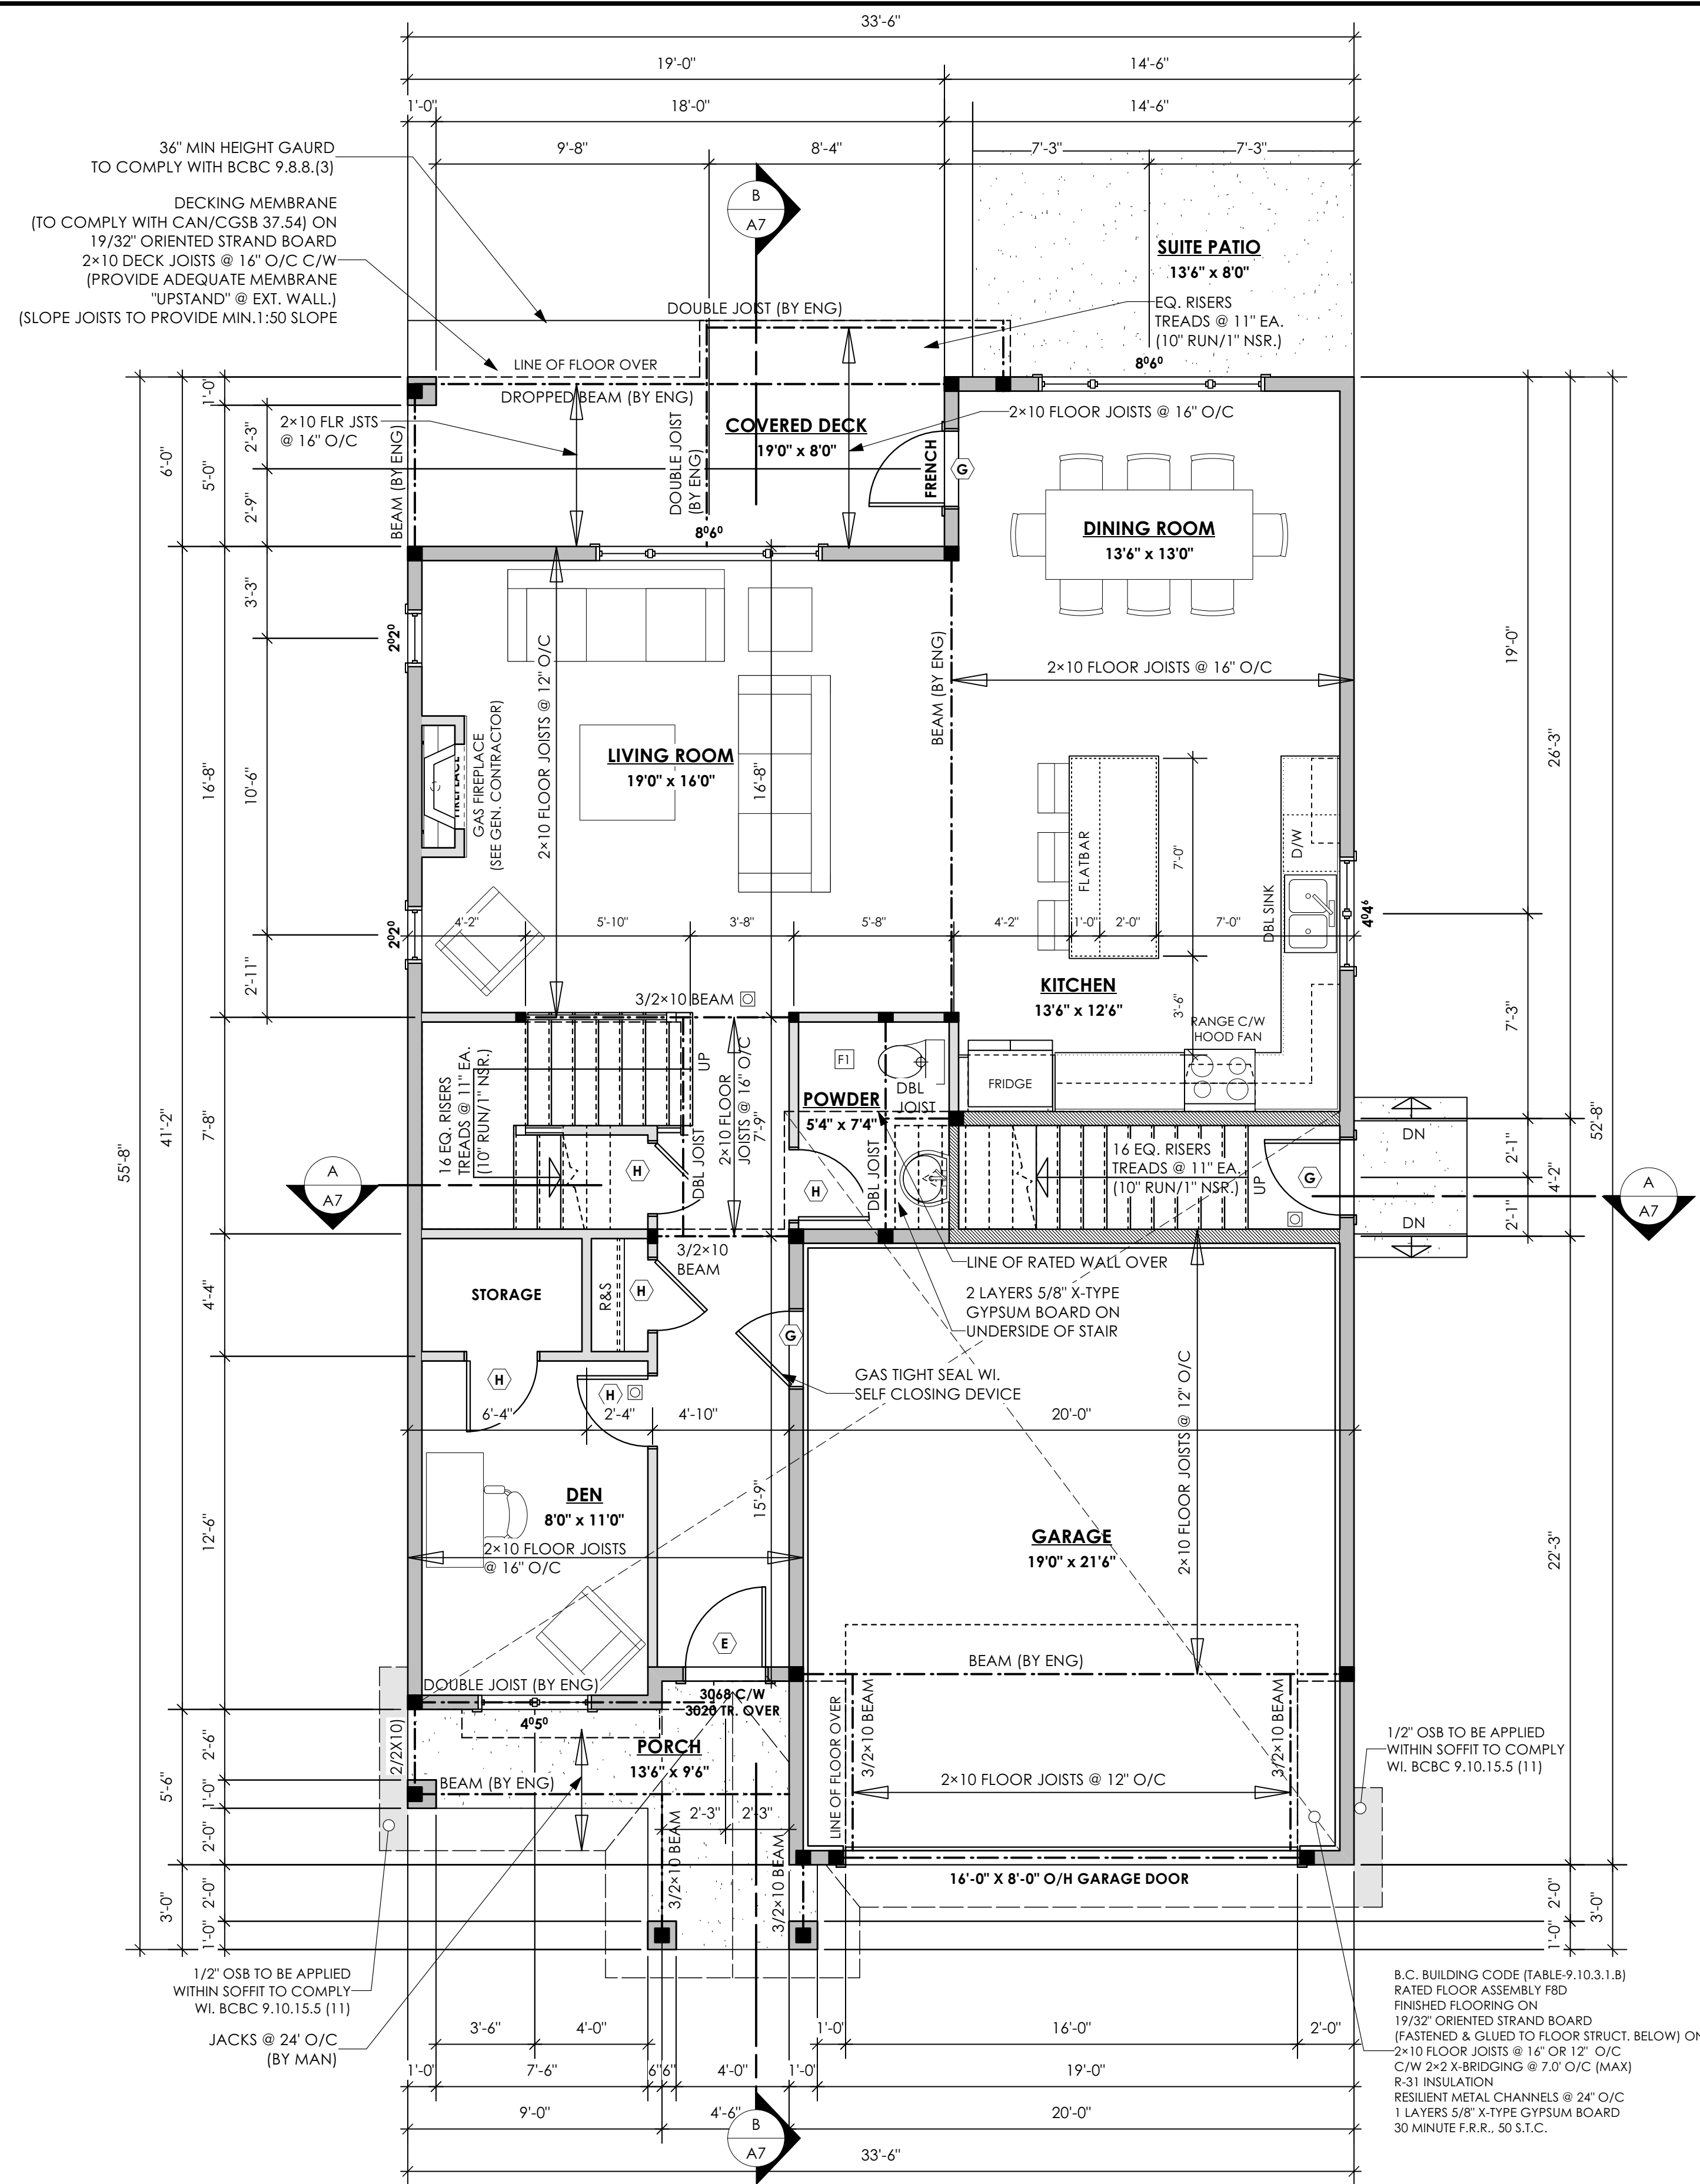 33'-6"
19'-0" 14'-6"
1'-0" 18'-0" 14'-6"
9'-8" 8'-4" 7'-3" 7'-3"
36" MIN HEIGHT GAURD
TO COMPLY WITH BCBC 9.8.8.(3)
DECKING MEMBRANE
(TO COMPLY WITH CAN/CGSB 37.54) ON
19/32" ORIENTED STRAND BOARD
2×10 DECK JOISTS @ 16" O/C C/W
(PROVIDE ADEQUATE MEMBRANE
"UPSTAND" @ EXT. WALL.)
(SLOPE JOISTS TO PROVIDE MIN.1:50 SLOPE
B
A7
SUITE PATIO
13'6" x 8'0"
EQ. RISERS
TREADS @ 11" EA.
(10" RUN/1" NSR.)
8⁰6⁰
DOUBLE JOIST (BY ENG)
LINE OF FLOOR OVER
DROPPED BEAM (BY ENG)
2×10 FLR JSTS
@ 16" O/C
BEAM (BY ENG)
DOUBLE JOIST
(BY ENG)
COVERED DECK
19'0" x 8'0"
2×10 FLOOR JOISTS @ 16" O/C
FRENCH
G
8⁰6⁰
DINING ROOM
13'6" x 13'0"
1'-0"
2'-3"
6'-0"
5'-0"
2'-9"
3'-3"
2⁰2⁰
16'-8"
10'-6"
2⁰2⁰
2'-11"
2×10 FLOOR JOISTS @ 12" O/C
GAS FIREPLACE
(SEE GEN. CONTRACTOR)
LIVING ROOM
19'0" x 16'0"
16'-8"
BEAM (BY ENG)
2×10 FLOOR JOISTS @ 16" O/C
19'-0"
26'-3"
FLATBAR
7'-0"
D/W
DBL SINK
4⁰4⁶
4'-2" 5'-10" 3'-8" 5'-8" 4'-2" 1'-0" 2'-0" 7'-0"
KITCHEN
13'6" x 12'6"
3'-6"
RANGE C/W
HOOD FAN
FRIDGE
7'-3"
3/2×10 BEAM
16 EQ. RISERS
TREADS @ 11" EA.
(10" RUN/1" NSR.)
UP
2×10 FLOOR
JOISTS @ 16" O/C
7'-9"
DBL JOIST
F1
POWDER
5'4" x 7'4"
DBL
JOIST
DBL JOIST
H
H
16 EQ. RISERS
TREADS @ 11" EA.
(10" RUN/1" NSR.)
UP
G
DN
DN
2'-1"
4'-2"
2'-1"
52'-8"
55'-8"
41'-2"
7'-8"
A
A7
A
A7
3/2×10
BEAM
LINE OF RATED WALL OVER
2 LAYERS 5/8" X-TYPE
GYPSUM BOARD ON
UNDERSIDE OF STAIR
STORAGE
R&S
H
4'-4"
G
GAS TIGHT SEAL WI.
SELF CLOSING DEVICE
H
H
6'-4" 2'-4" 4'-10" 20'-0"
2×10 FLOOR JOISTS @ 12" O/C
DEN
8'0" x 11'0"
2×10 FLOOR JOISTS
@ 16" O/C
12'-6"
15'-9"
GARAGE
19'0" x 21'6"
22'-3"
E
BEAM (BY ENG)
DOUBLE JOIST (BY ENG)
4⁰5⁰
3068 C/W
3020 TR. OVER
PORCH
13'6" x 9'6"
2/2X10)
BEAM (BY ENG)
LINE OF FLOOR OVER
3/2×10 BEAM
3/2×10 BEAM
2×10 FLOOR JOISTS @ 12" O/C
1/2" OSB TO BE APPLIED
WITHIN SOFFIT TO COMPLY
WI. BCBC 9.10.15.5 (11)
2'-3" 2'-3"
3/2×10 BEAM
3/2×10 BEAM
16'-0" X 8'-0" O/H GARAGE DOOR
2'-6"
5'-6"
1'-0"
2'-0"
3'-0"
2'-0"
1'-0"
2'-0"
3'-0"
1'-0"
1/2" OSB TO BE APPLIED
WITHIN SOFFIT TO COMPLY
WI. BCBC 9.10.15.5 (11)
JACKS @ 24' O/C
(BY MAN)
B.C. BUILDING CODE (TABLE-9.10.3.1.B)
RATED FLOOR ASSEMBLY F8D
FINISHED FLOORING ON
19/32" ORIENTED STRAND BOARD
(FASTENED & GLUED TO FLOOR STRUCT. BELOW) ON
2×10 FLOOR JOISTS @ 16" OR 12" O/C
C/W 2×2 X-BRIDGING @ 7.0' O/C (MAX)
R-31 INSULATION
RESILIENT METAL CHANNELS @ 24" O/C
1 LAYERS 5/8" X-TYPE GYPSUM BOARD
30 MINUTE F.R.R., 50 S.T.C.
3'-6" 4'-0" 1'-0" 16'-0" 2'-0"
1'-0" 7'-6" 6" 6" 4'-0" 1'-0" 19'-0"
9'-0" 4'-6" 20'-0"
B
A7
33'-6"